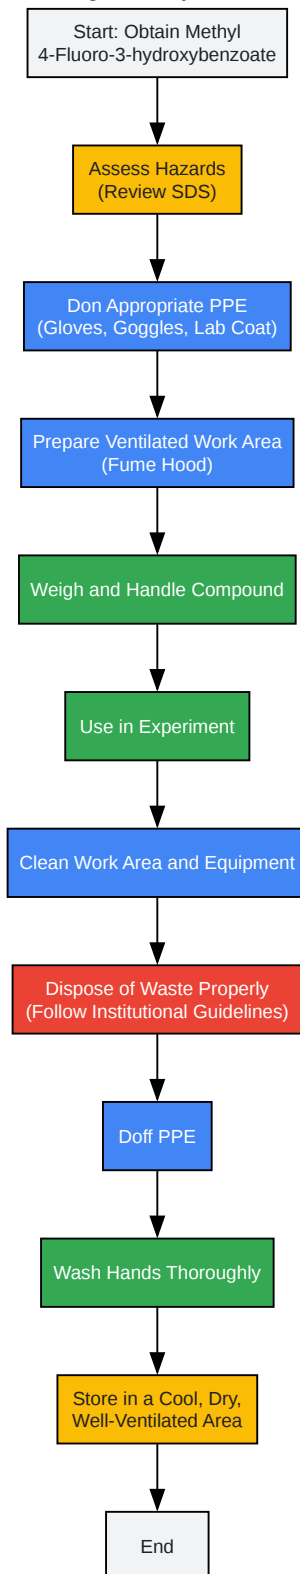 Start: Obtain Methyl
4-Fluoro-3-hydroxybenzoate
Assess Hazards
(Review SDS)
Don Appropriate PPE
(Gloves, Goggles, Lab Coat)
Prepare Ventilated Work Area
(Fume Hood)
Weigh and Handle Compound
Use in Experiment
Clean Work Area and Equipment
Dispose of Waste Properly
(Follow Institutional Guidelines)
Doff PPE
Wash Hands Thoroughly
Store in a Cool, Dry,
Well-Ventilated Area
End